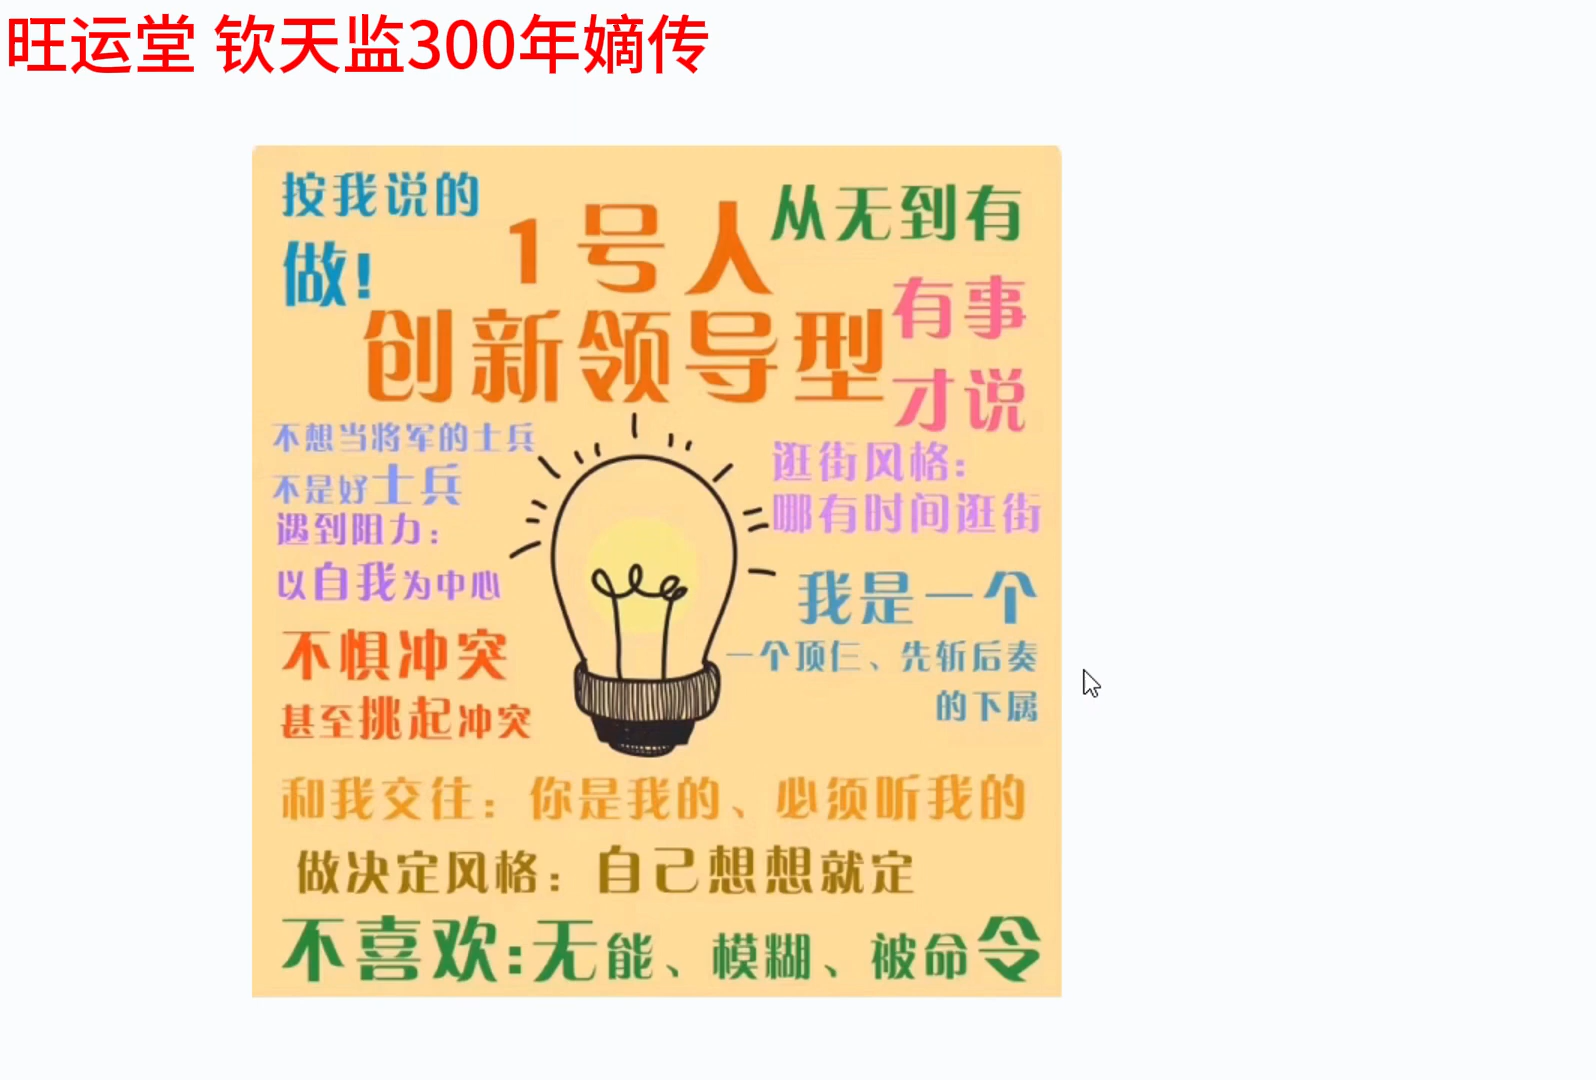 旺运堂 钦天监300年嫡传
按我说的
做!
1号人
创新领导型
从无到有
有事
才说
不想当将军的士兵
不是好士兵
遇到阻力：
以自我为中心
不惧冲突
甚至挑起冲突
逛街风格：
哪有时间逛街
我是一个
一个顶仨、先斩后奏
的下属
和我交往：你是我的、必须听我的
做决定风格：自己想想就定
不喜欢:无能、模糊、被命令